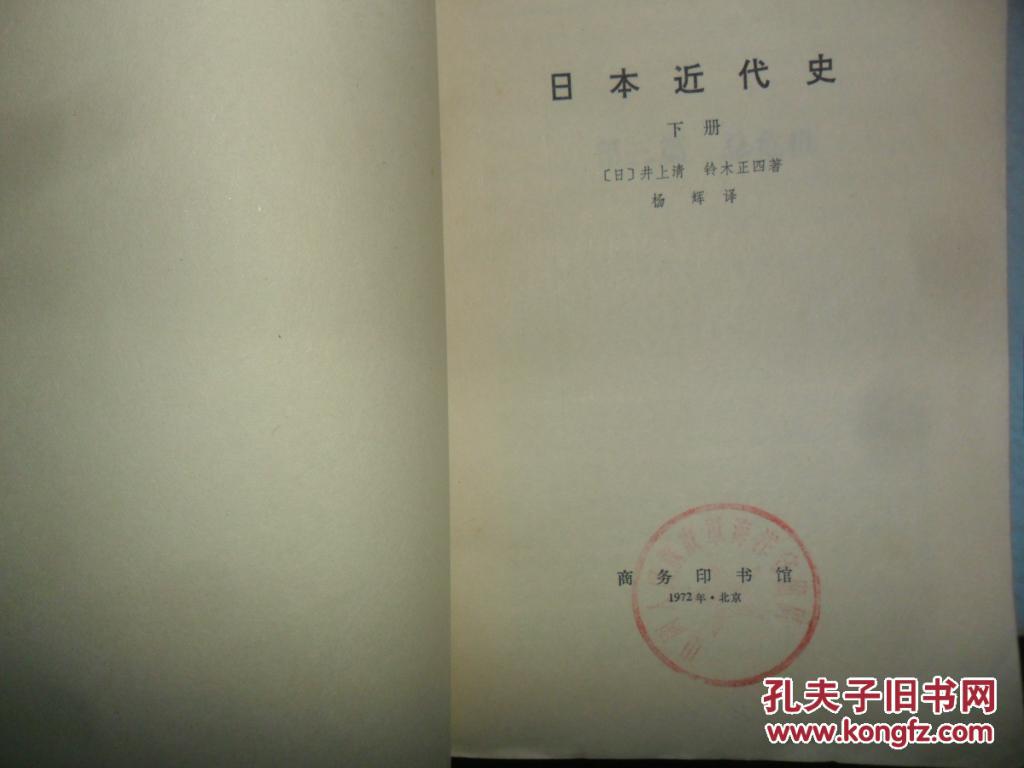 日本近代史
下册
〔日〕井上清 铃木正四著
杨 辉 译
商务印书馆
1972年·北京
孔夫子旧书网
www.kongfz.com